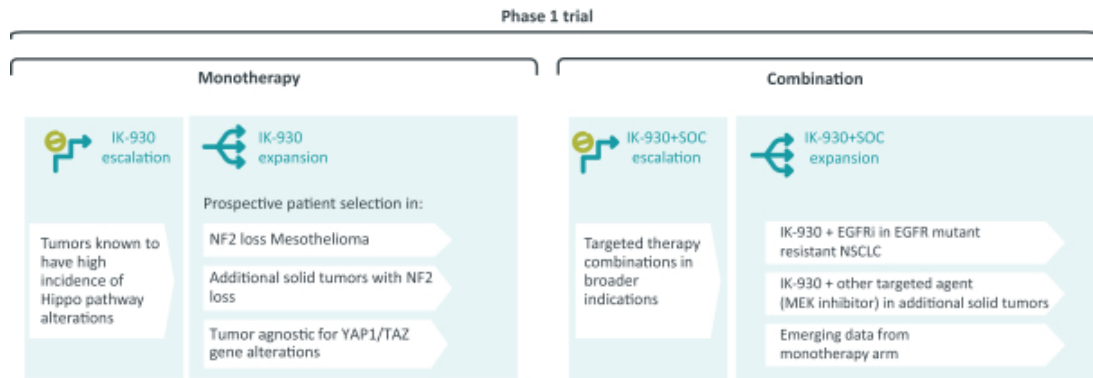 Phase 1 trial
Monotherapy
IK-930
escalation
Tumors known to
have high
incidence of
Hippo pathway
alterations
IK-930
expansion
Prospective patient selection in:
NF2 loss Mesothelioma
Additional solid tumors with NF2
loss
Tumor agnostic for YAP1/TAZ
gene alterations
Combination
IK-930+SOC
escalation
Targeted therapy
combinations in
broader
indications
IK-930+SOC
expansion
IK-930 + EGFRi in EGFR mutant
resistant NSCLC
IK-930 + other targeted agent
(MEK inhibitor) in additional solid tumors
Emerging data from
monotherapy arm